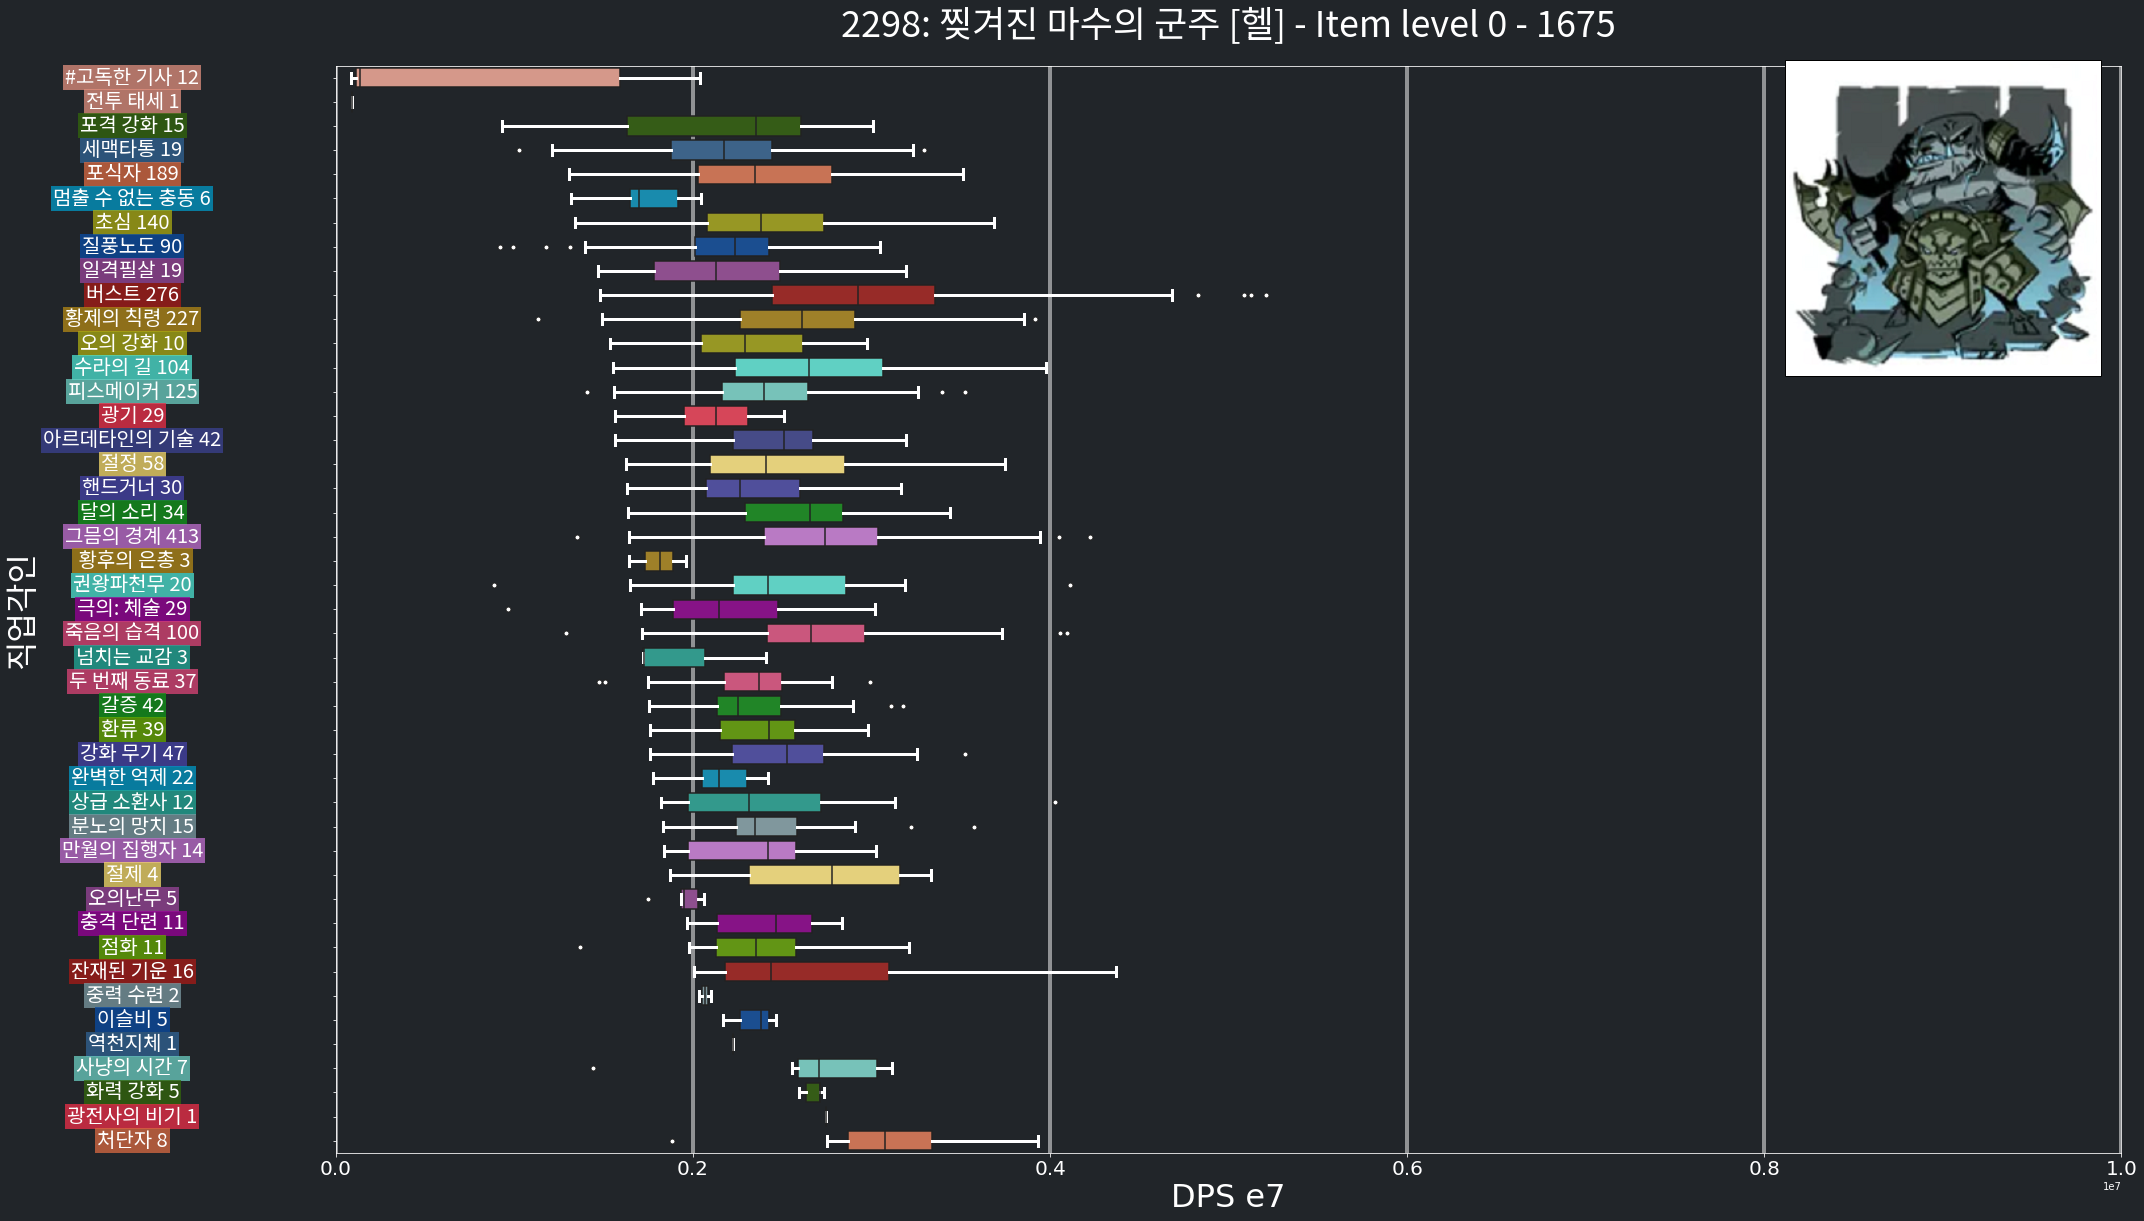 2298: 찢겨진 마수의 군주 [헬] - Item level 0 - 1675
직업각인
#고독한 기사 12
전투 태세 1
포격 강화 15
세맥타통 19
포식자 189
멈출 수 없는 충동 6
초심 140
질풍노도 90
일격필살 19
버스트 276
황제의 칙령 227
오의 강화 10
수라의 길 104
피스메이커 125
광기 29
아르데타인의 기술 42
절정 58
핸드거너 30
달의 소리 34
그믐의 경계 413
황후의 은총 3
권왕파천무 20
극의: 체술 29
죽음의 습격 100
넘치는 교감 3
두 번째 동료 37
갈증 42
환류 39
강화 무기 47
완벽한 억제 22
상급 소환사 12
분노의 망치 15
만월의 집행자 14
절제 4
오의난무 5
충격 단련 11
점화 11
잔재된 기운 16
중력 수련 2
이슬비 5
역천지체 1
사냥의 시간 7
화력 강화 5
광전사의 비기 1
처단자 8
0.0 0.2 0.4 0.6 0.8 1.0
1e7
DPS e7